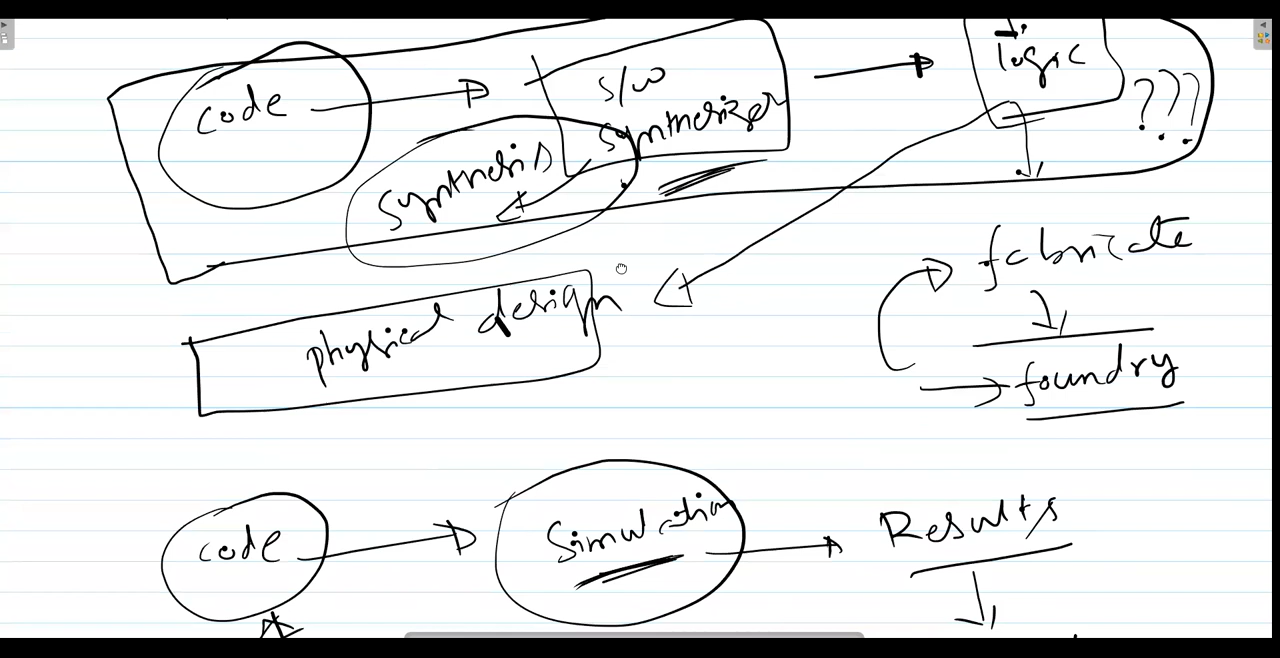 code
s/w
synthesizer
logic
???
synthesis
fabricate
physical design
foundry
code
Simulation
Results